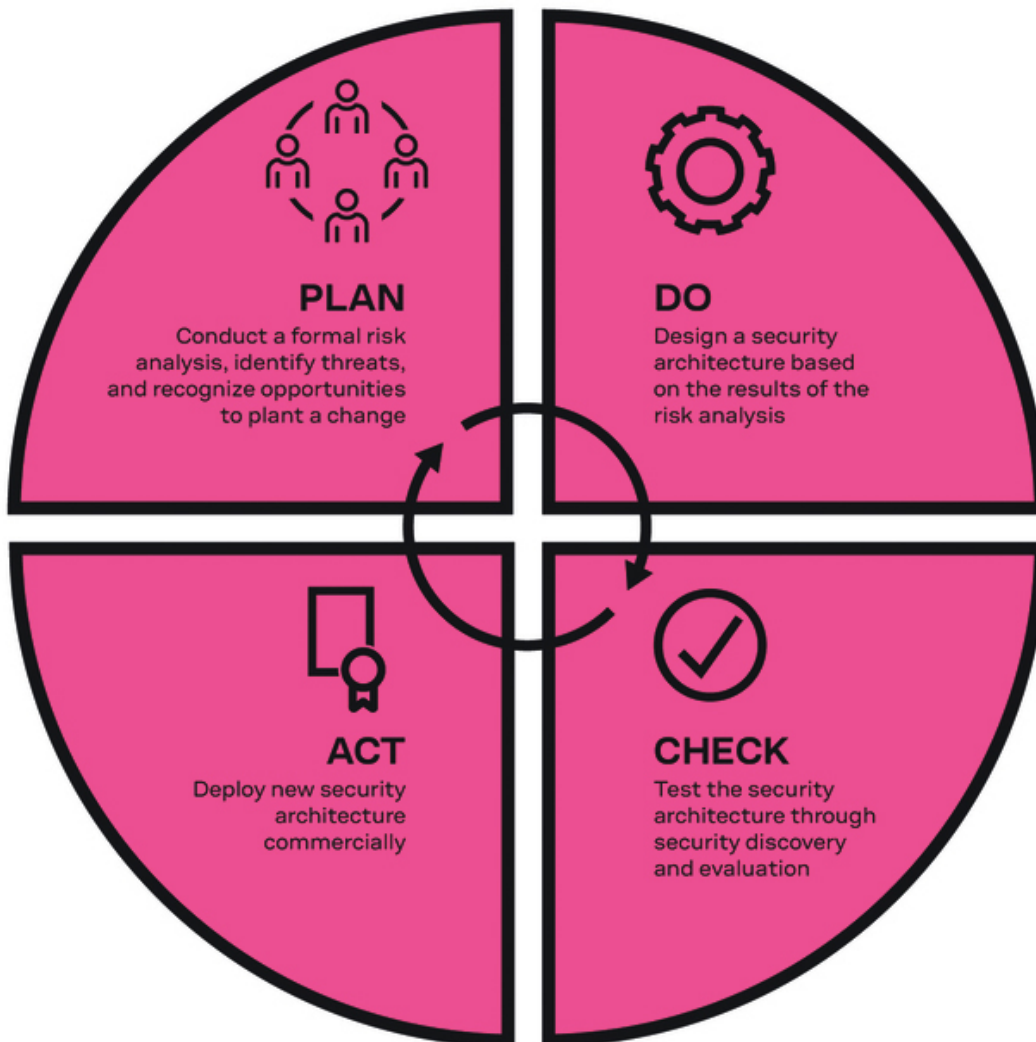 PLAN
Conduct a formal risk
analysis, identify threats,
and recognize opportunities
to plant a change
DO
Design a security
architecture based
on the results of the
risk analysis
ACT
Deploy new security
architecture
commercially
CHECK
Test the security
architecture through
security discovery
and evaluation